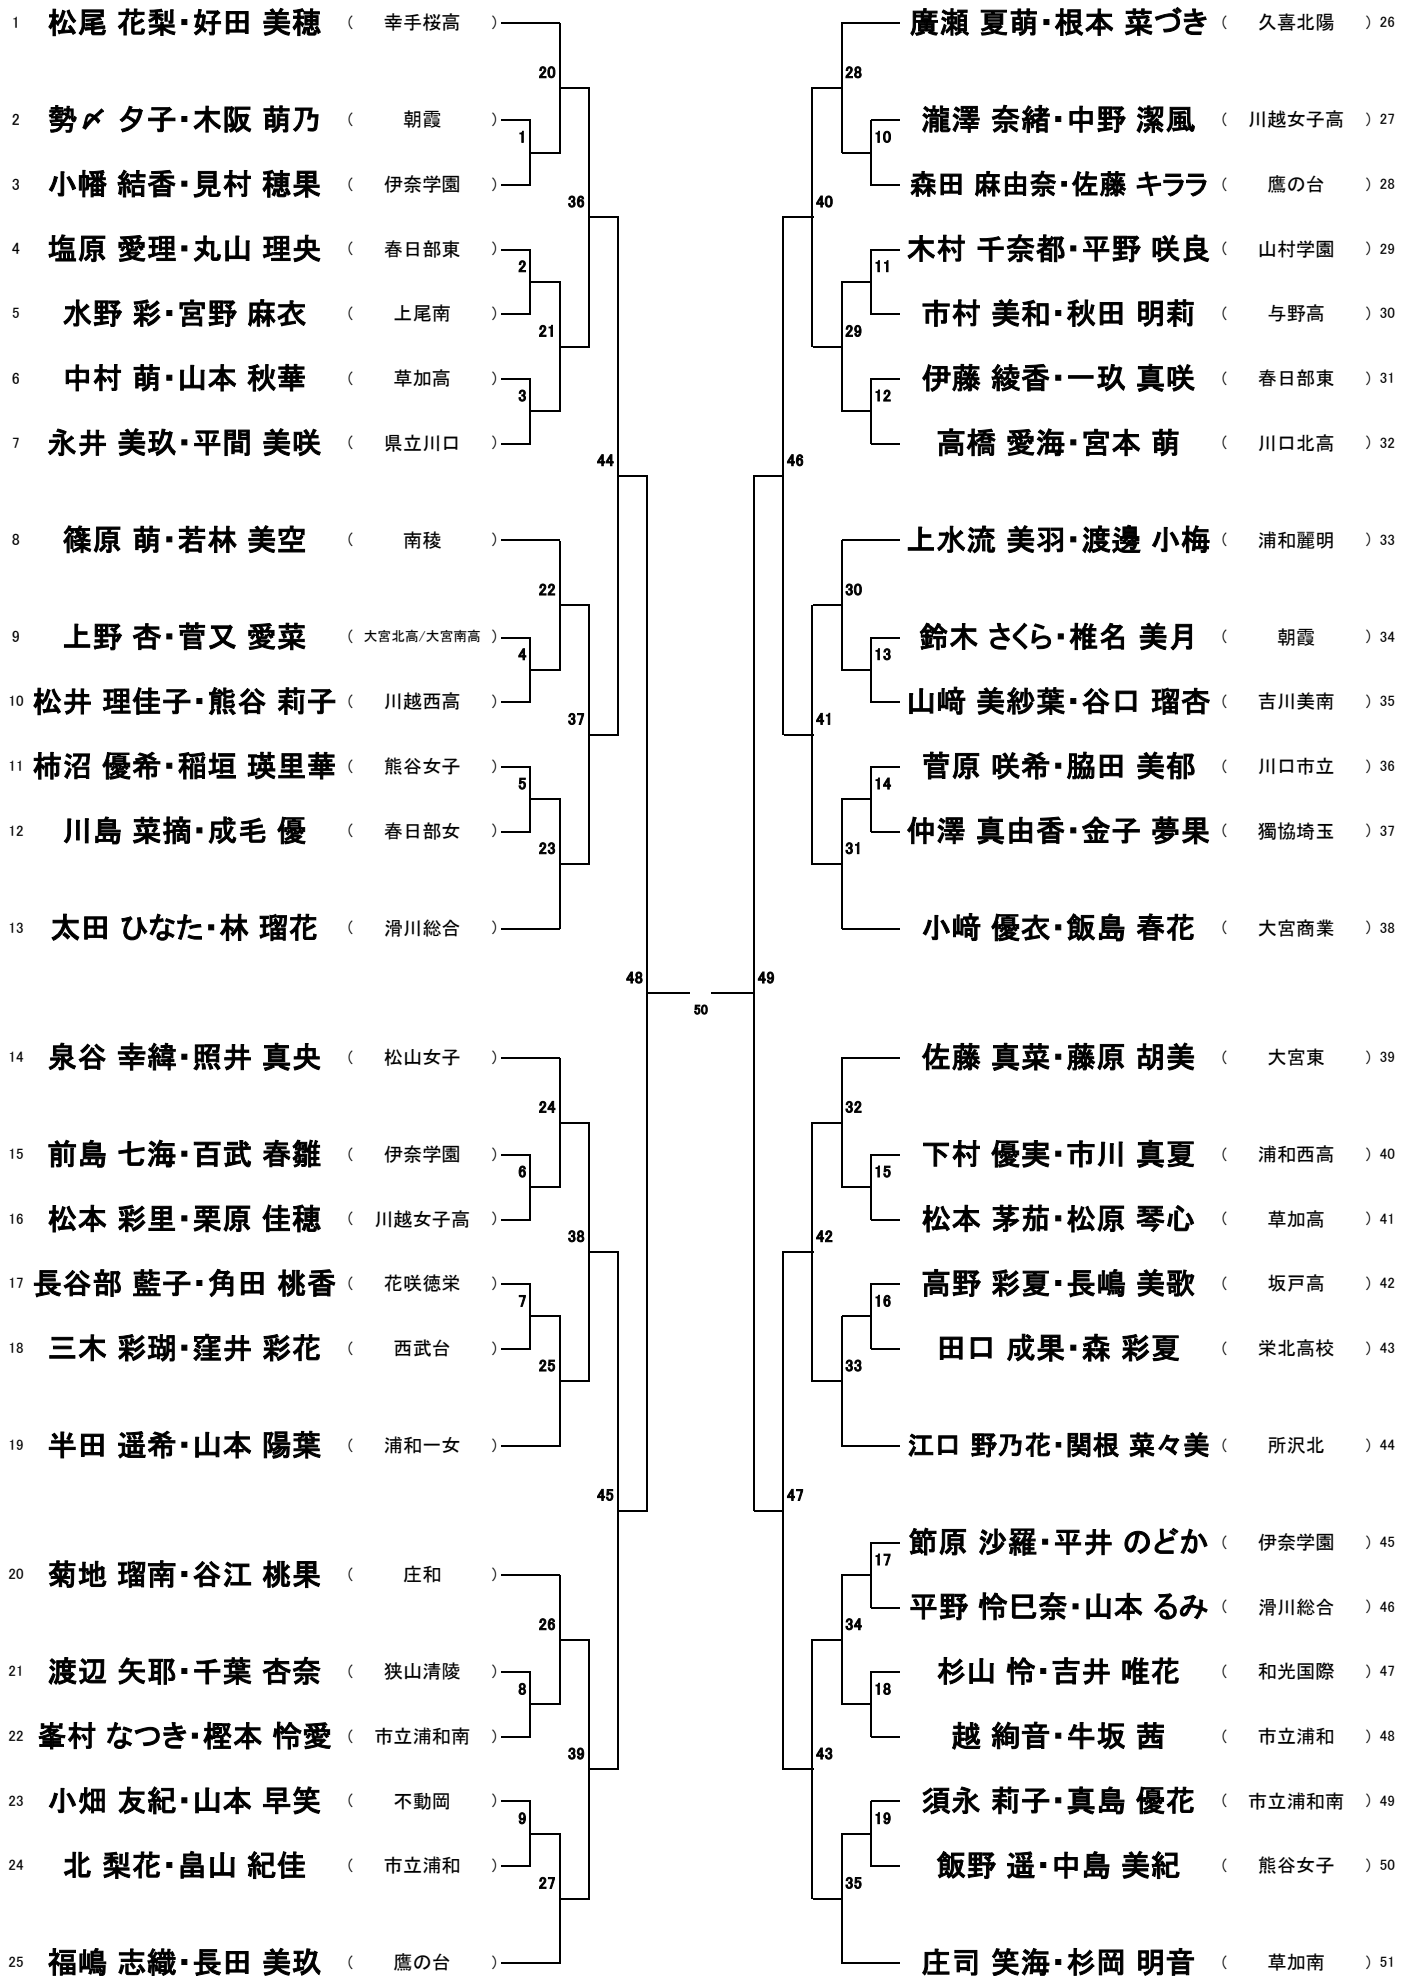 1 松尾 花梨・好田 美穂 ( 幸手桜高 )
20
2 勢〆 夕子・木阪 萌乃 ( 朝霞 )
1
3 小幡 結香・見村 穂果 ( 伊奈学園 )
36
4 塩原 愛理・丸山 理央 ( 春日部東 )
2
5 水野 彩・宮野 麻衣 ( 上尾南 )
21
6 中村 萌・山本 秋華 ( 草加高 )
3
7 永井 美玖・平間 美咲 ( 県立川口 )
44
8 篠原 萌・若林 美空 ( 南稜 )
22
9 上野 杏・菅又 愛菜 ( 大宮北高/大宮南高 )
4
10 松井 理佳子・熊谷 莉子 ( 川越西高 )
37
11 柿沼 優希・稲垣 瑛里華 ( 熊谷女子 )
5
12 川島 菜摘・成毛 優 ( 春日部女 )
23
13 太田 ひなた・林 瑠花 ( 滑川総合 )
48
14 泉谷 幸緯・照井 真央 ( 松山女子 )
24
15 前島 七海・百武 春雛 ( 伊奈学園 )
6
16 松本 彩里・栗原 佳穂 ( 川越女子高 )
38
17 長谷部 藍子・角田 桃香 ( 花咲徳栄 )
7
18 三木 彩瑚・窪井 彩花 ( 西武台 )
25
19 半田 遥希・山本 陽葉 ( 浦和一女 )
45
20 菊地 瑠南・谷江 桃果 ( 庄和 )
26
21 渡辺 矢耶・千葉 杏奈 ( 狭山清陵 )
8
22 峯村 なつき・樫本 怜愛 ( 市立浦和南 )
39
23 小畑 友紀・山本 早笑 ( 不動岡 )
9
24 北 梨花・畠山 紀佳 ( 市立浦和 )
27
25 福嶋 志織・長田 美玖 ( 鷹の台 )
50
廣瀬 夏萌・根本 菜づき ( 久喜北陽 ) 26
28
瀧澤 奈緒・中野 潔風 ( 川越女子高 ) 27
10
森田 麻由奈・佐藤 キララ ( 鷹の台 ) 28
40
木村 千奈都・平野 咲良 ( 山村学園 ) 29
11
市村 美和・秋田 明莉 ( 与野高 ) 30
29
伊藤 綾香・一玖 真咲 ( 春日部東 ) 31
12
高橋 愛海・宮本 萌 ( 川口北高 ) 32
46
上水流 美羽・渡邊 小梅 ( 浦和麗明 ) 33
30
鈴木 さくら・椎名 美月 ( 朝霞 ) 34
13
山﨑 美紗葉・谷口 瑠杏 ( 吉川美南 ) 35
41
菅原 咲希・脇田 美郁 ( 川口市立 ) 36
14
仲澤 真由香・金子 夢果 ( 獨協埼玉 ) 37
31
小﨑 優衣・飯島 春花 ( 大宮商業 ) 38
49
佐藤 真菜・藤原 胡美 ( 大宮東 ) 39
32
下村 優実・市川 真夏 ( 浦和西高 ) 40
15
松本 茅茄・松原 琴心 ( 草加高 ) 41
42
高野 彩夏・長嶋 美歌 ( 坂戸高 ) 42
16
田口 成果・森 彩夏 ( 栄北高校 ) 43
33
江口 野乃花・関根 菜々美 ( 所沢北 ) 44
47
節原 沙羅・平井 のどか ( 伊奈学園 ) 45
17
平野 怜巳奈・山本 るみ ( 滑川総合 ) 46
34
杉山 怜・吉井 唯花 ( 和光国際 ) 47
18
越 絢音・牛坂 茜 ( 市立浦和 ) 48
43
須永 莉子・真島 優花 ( 市立浦和南 ) 49
19
飯野 遥・中島 美紀 ( 熊谷女子 ) 50
35
庄司 笑海・杉岡 明音 ( 草加南 ) 51